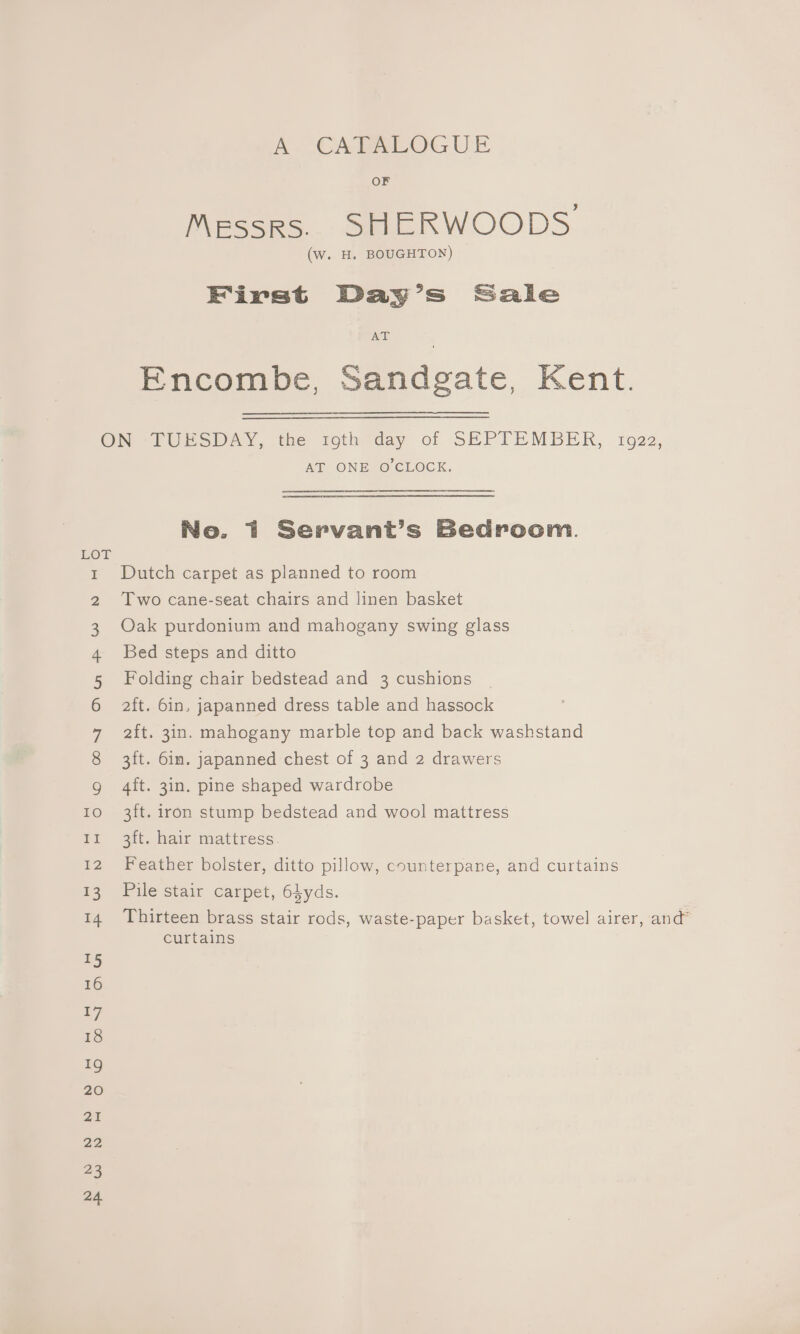 A CATALOGUE
OF
MESSRS. SHERWOODS'
(W. H. BOUGHTON)
First Day's Sale
AT
Encombe, Sandgate, Kent.
ON TUESDAY, the 19th day of SEPTEMBER, 1922,
AT ONE O'CLOCK.
No. 1 Servant's Bedroom.
LOT
1 Dutch carpet as planned to room
2 Two cane-seat chairs and linen basket
3 Oak purdonium and mahogany swing glass
4 Bed steps and ditto
5 Folding chair bedstead and 3 cushions
6 2ft. 6in. japanned dress table and hassock
7 2ft. 3in. mahogany marble top and back washstand
8 3ft. 6in. japanned chest of 3 and 2 drawers
9 4ft. 3in. pine shaped wardrobe
10 3ft. iron stump bedstead and wool mattress
11 3ft. hair mattress
12 Feather bolster, ditto pillow, counterpane, and curtains
13 Pile stair carpet, 6½yds.
14 Thirteen brass stair rods, waste-paper basket, towel airer, and
curtains
15
16
17
18
19
20
21
22
23
24